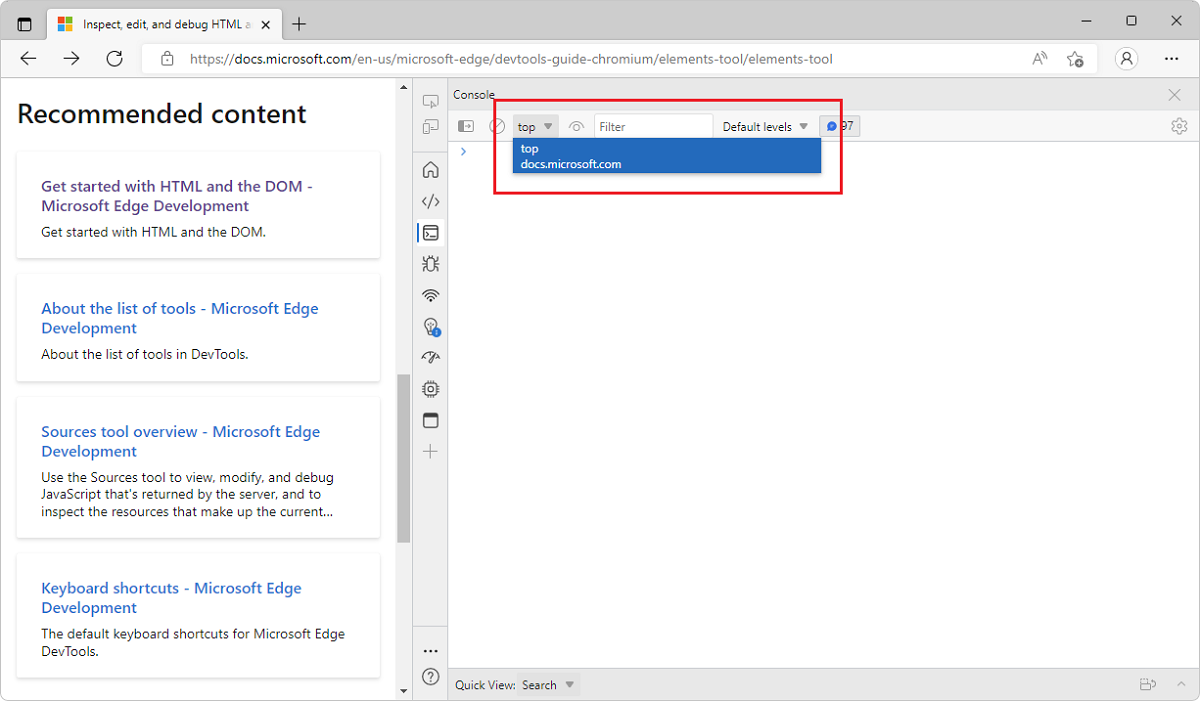 Inspect, edit, and debug HTML a
https://docs.microsoft.com/en-us/microsoft-edge/devtools-guide-chromium/elements-tool/elements-tool
Recommended content
Get started with HTML and the DOM -
Microsoft Edge Development
Get started with HTML and the DOM.
About the list of tools - Microsoft Edge
Development
About the list of tools in DevTools.
Sources tool overview - Microsoft Edge
Development
Use the Sources tool to view, modify, and debug
JavaScript that's returned by the server, and to
inspect the resources that make up the current...
Keyboard shortcuts - Microsoft Edge
Development
The default keyboard shortcuts for Microsoft Edge
DevTools.
Console
top Filter Default levels 97
top
docs.microsoft.com
Quick View: Search